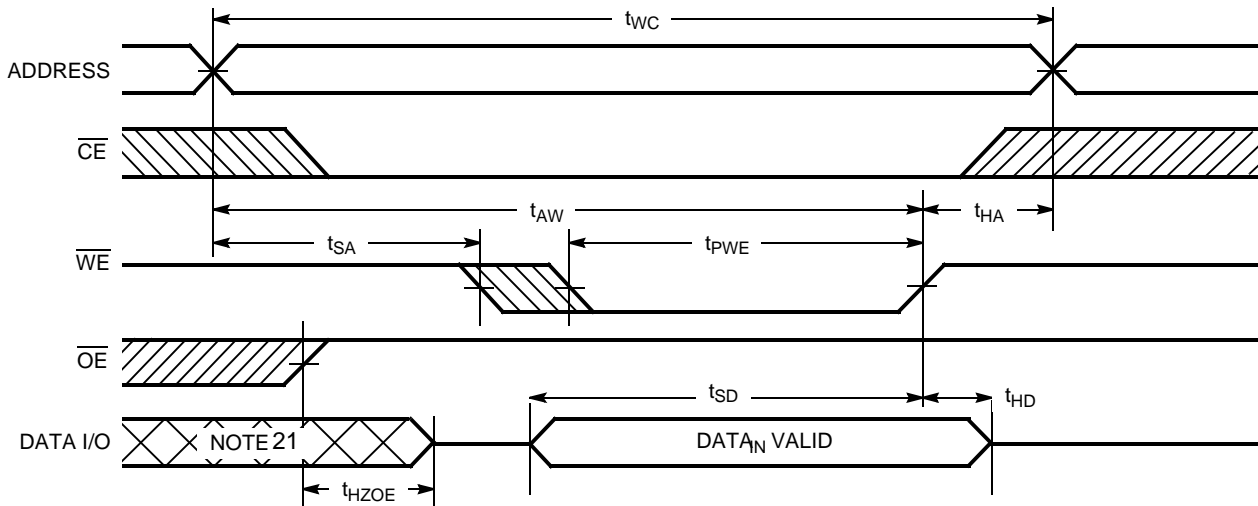 tWC
ADDRESS
CE
tAW
tHA
tSA
tPWE
WE
OE
tSD
tHD
DATA I/O
NOTE 21
DATAIN VALID
tHZOE